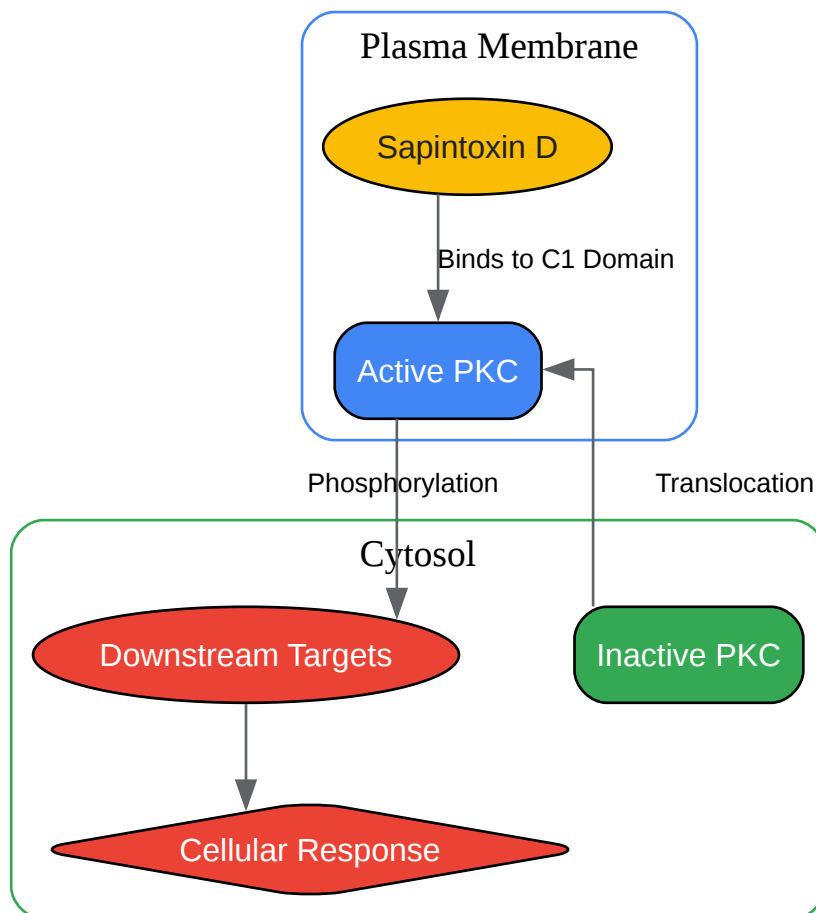 Plasma Membrane
Sapintoxin D
Binds to C1 Domain
Active PKC
Phosphorylation
Translocation
Cytosol
Downstream Targets
Inactive PKC
Cellular Response